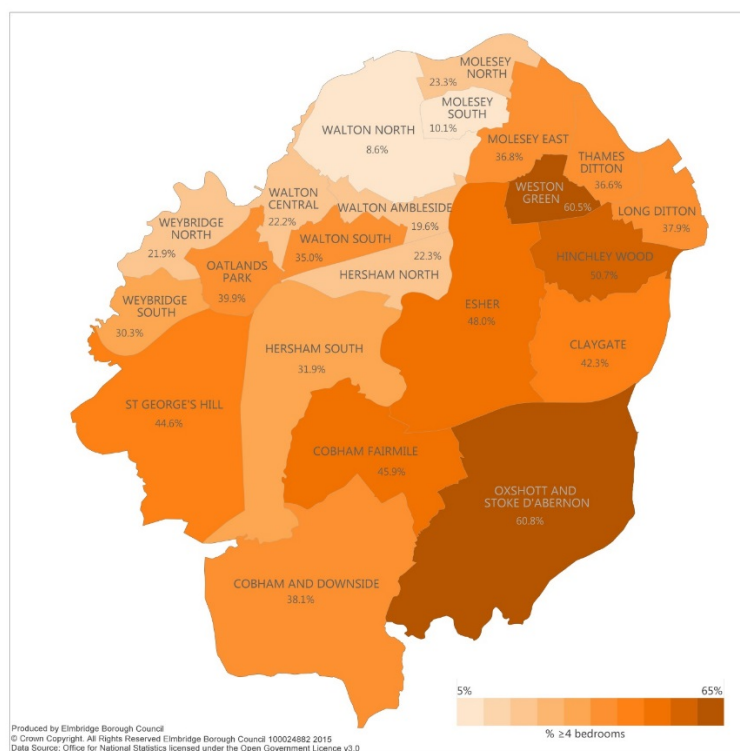 MOLESEY
NORTH
23.3%
MOLESEY
SOUTH
10.1%
WALTON NORTH
8.6%
MOLESEY EAST
36.8%
THAMES
DITTON
36.6%
WESTON
GREEN
60.5%
LONG DITTON
37.9%
WALTON
CENTRAL
22.2%
WALTON AMBLESIDE
19.6%
WEYBRIDGE
NORTH
21.9%
WALTON SOUTH
35.0%
HERSHAM NORTH
22.3%
OATLANDS
PARK
39.9%
HINCHLEY WOOD
50.7%
WEYBRIDGE
SOUTH
30.3%
ESHER
48.0%
HERSHAM SOUTH
31.9%
CLAYGATE
42.3%
ST GEORGE'S HILL
44.6%
COBHAM FAIRMILE
45.9%
OXSHOTT AND
STOKE D'ABERNON
60.8%
COBHAM AND DOWNSIDE
38.1%
5% 65%
% ≥4 bedrooms
Produced by Elmbridge Borough Council
© Crown Copyright. All Rights Reserved Elmbridge Borough Council 100024882 2015
Data Source: Office for National Statistics licensed under the Open Government Licence v3.0